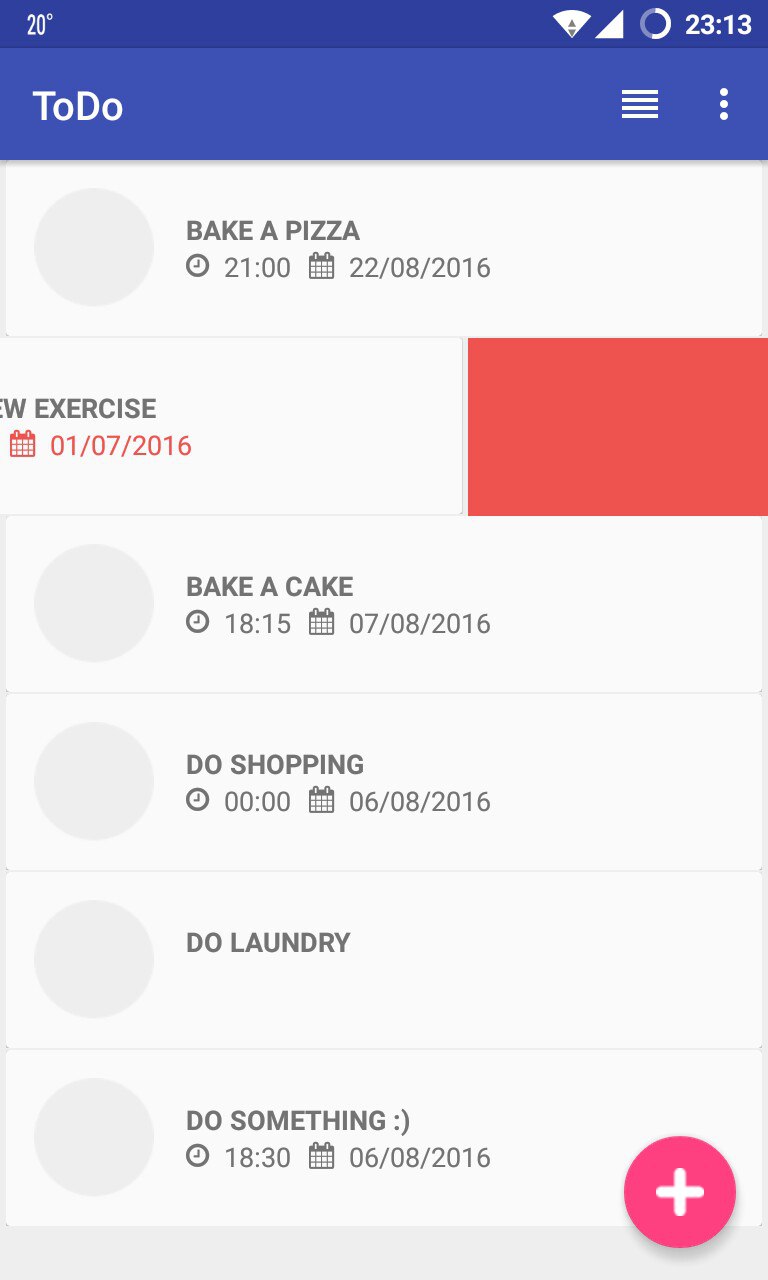 20°
23:13
ToDo
BAKE A PIZZA
21:00 22/08/2016
EW EXERCISE
01/07/2016
BAKE A CAKE
18:15 07/08/2016
DO SHOPPING
00:00 06/08/2016
DO LAUNDRY
DO SOMETHING :)
18:30 06/08/2016